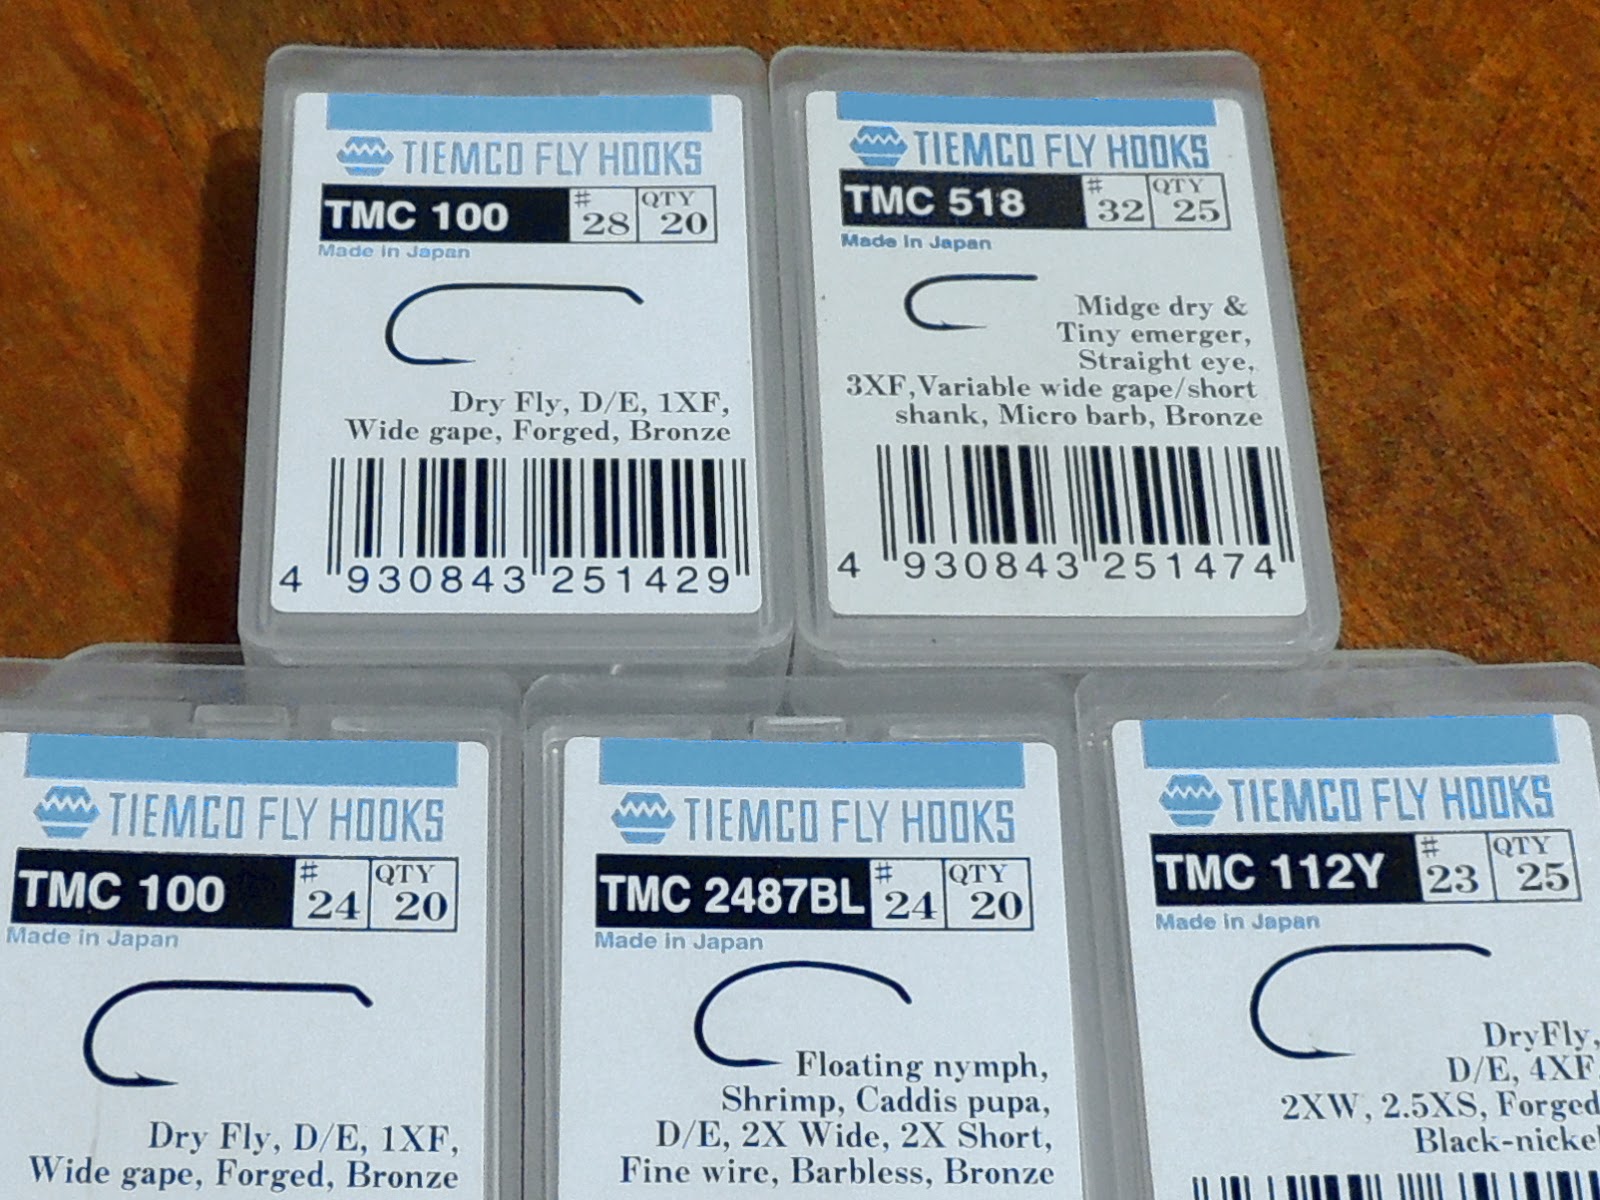 TIEMCO FLY HOOKS
TMC 100 # 28 QTY 20
Made in Japan
Dry Fly, D/E, 1XF,
Wide gape, Forged, Bronze
4 930843 251429
TIEMCO FLY HOOKS
TMC 518 # 32 QTY 25
Made in Japan
Midge dry &
Tiny emerger,
Straight eye,
3XF,Variable wide gape/short
shank, Micro barb, Bronze
4 930843 251474
TIEMCO FLY HOOKS
TMC 100 # 24 QTY 20
Made in Japan
Dry Fly, D/E, 1XF,
Wide gape, Forged, Bronze
TIEMCO FLY HOOKS
TMC 2487BL # 24 QTY 20
Made in Japan
Floating nymph,
Shrimp, Caddis pupa,
D/E, 2X Wide, 2X Short,
Fine wire, Barbless, Bronze
TIEMCO FLY HOOKS
TMC 112Y # 23 QTY 25
Made in Japan
DryFly,
D/E, 4XF,
2XW, 2.5XS, Forged
Black-nickel